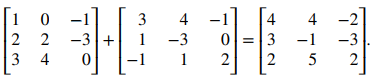 [1 0 −1] [3 4 −1] [4 4 −2]
[2 2 −3] + [1 −3 0] = [3 −1 −3].
[3 4 0] [−1 1 2] [2 5 2]